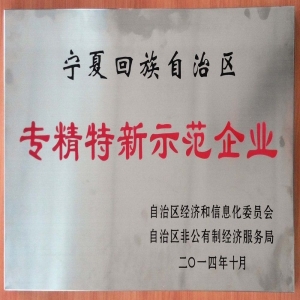 宁夏回族自治区
专精特新示范企业
自治区经济和信息化委员会
自治区非公有制经济服务局
二〇一四年十月